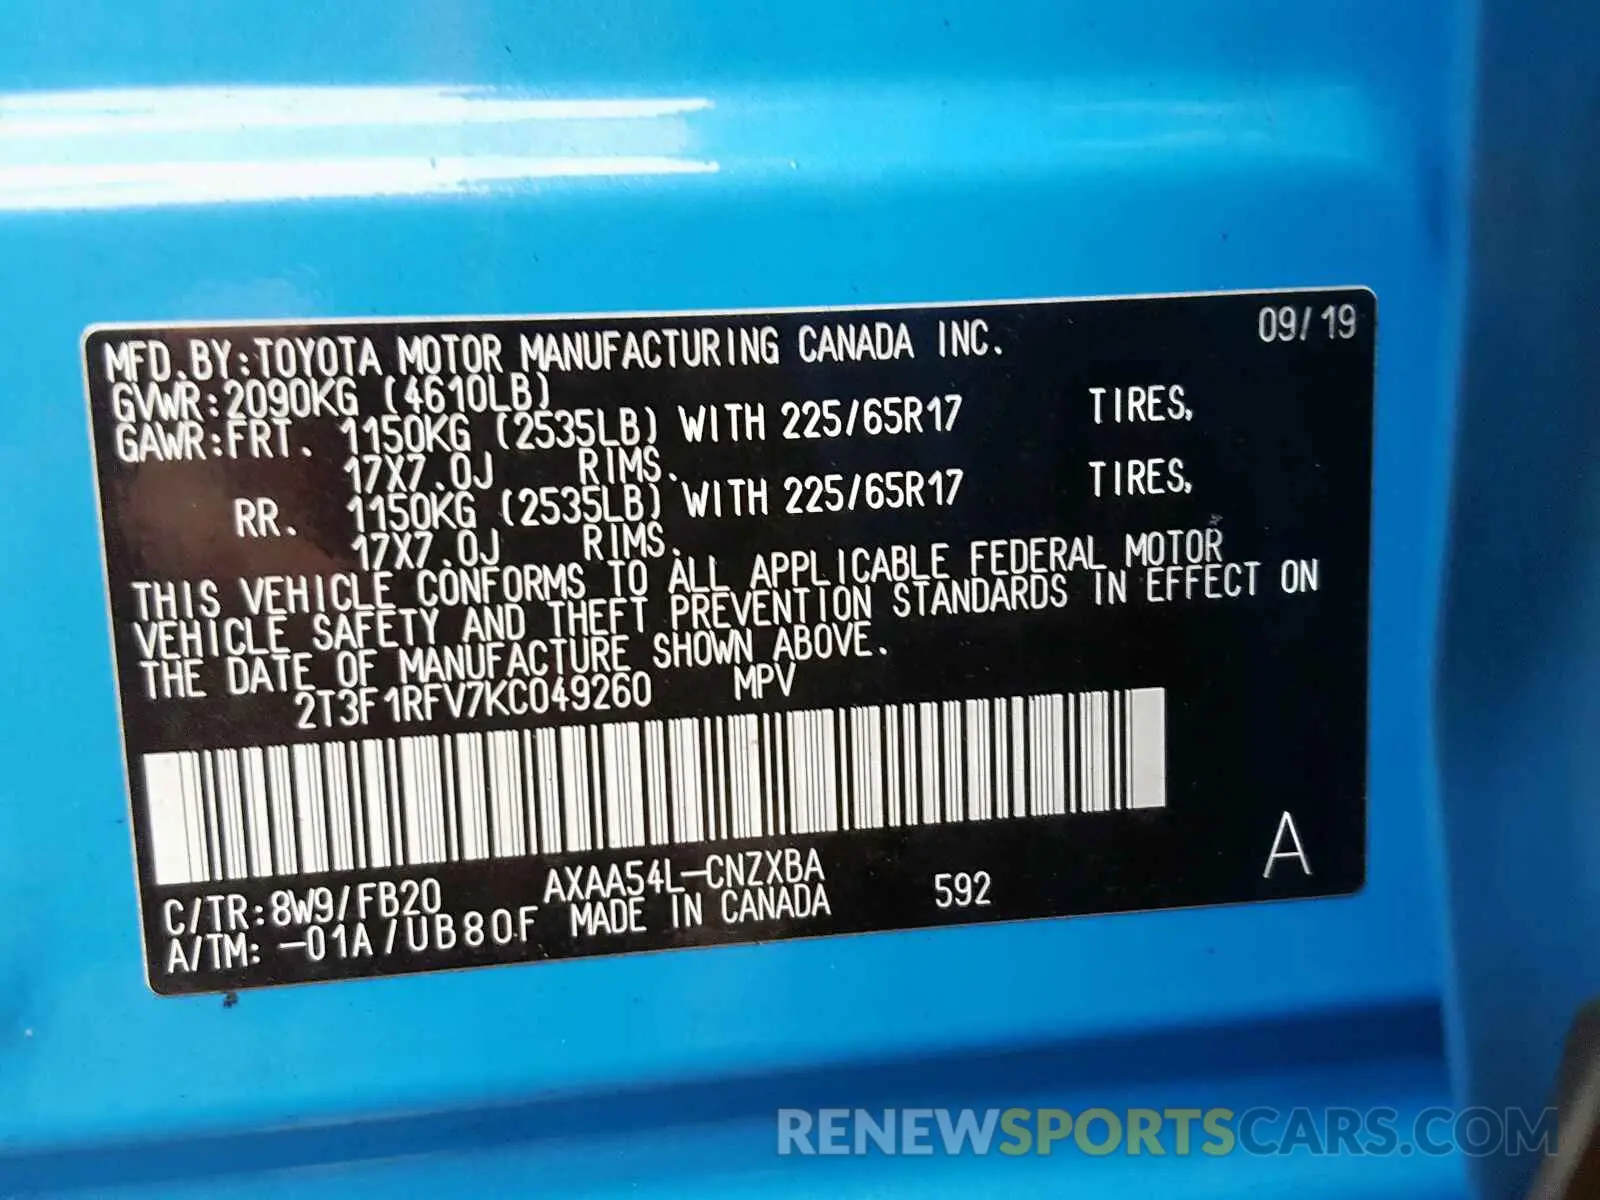 MFD.BY:TOYOTA MOTOR MANUFACTURING CANADA INC. 09/19
GVWR:2090KG (4610LB)
GAWR:FRT. 1150KG (2535LB) WITH 225/65R17 TIRES,
17X7.0J RIMS.
RR. 1150KG (2535LB) WITH 225/65R17 TIRES,
17X7.0J RIMS.
THIS VEHICLE CONFORMS TO ALL APPLICABLE FEDERAL MOTOR
VEHICLE SAFETY AND THEFT PREVENTION STANDARDS IN EFFECT ON
THE DATE OF MANUFACTURE SHOWN ABOVE.
2T3F1RFV7KC049260 MPV
C/TR:8W9/FB20 AXAA54L-CNZXBA 592 A
A/TM:-01A/UB80F MADE IN CANADA
RENEWSPORTSCARS.COM